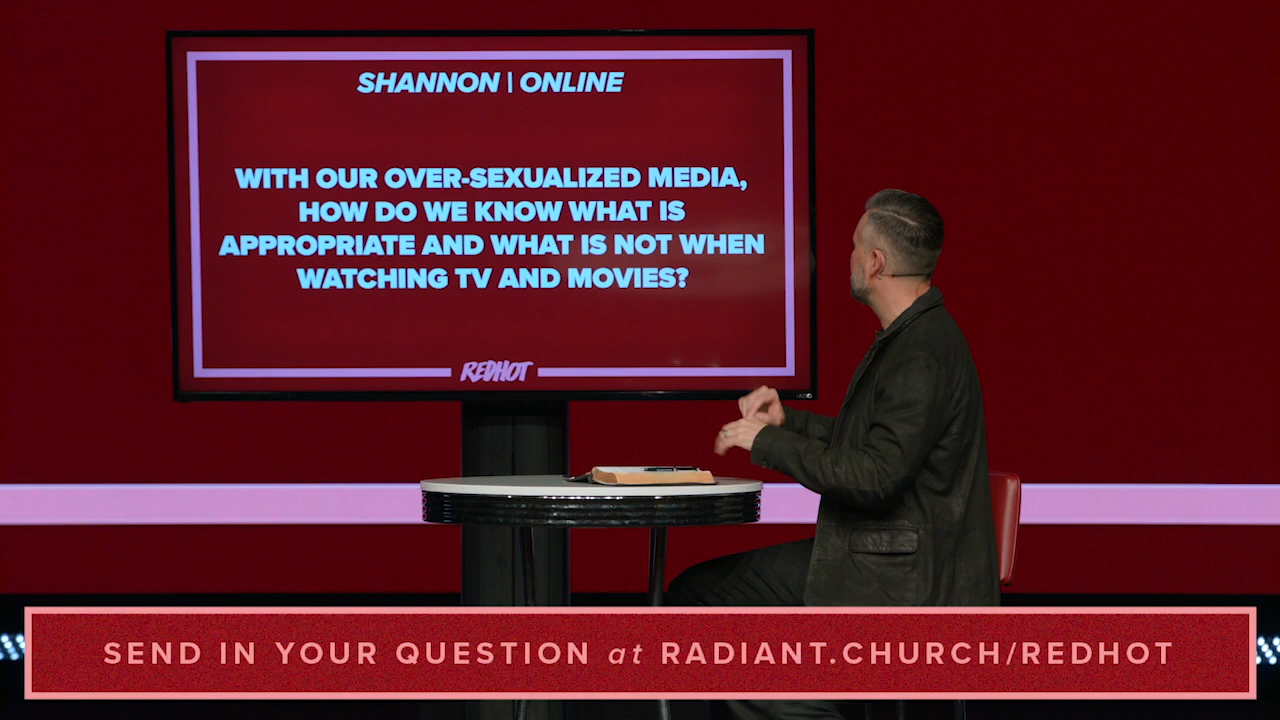 SHANNON | ONLINE
WITH OUR OVER-SEXUALIZED MEDIA,
HOW DO WE KNOW WHAT IS
APPROPRIATE AND WHAT IS NOT WHEN
WATCHING TV AND MOVIES?
REDHOT
SEND IN YOUR QUESTION at RADIANT.CHURCH/REDHOT